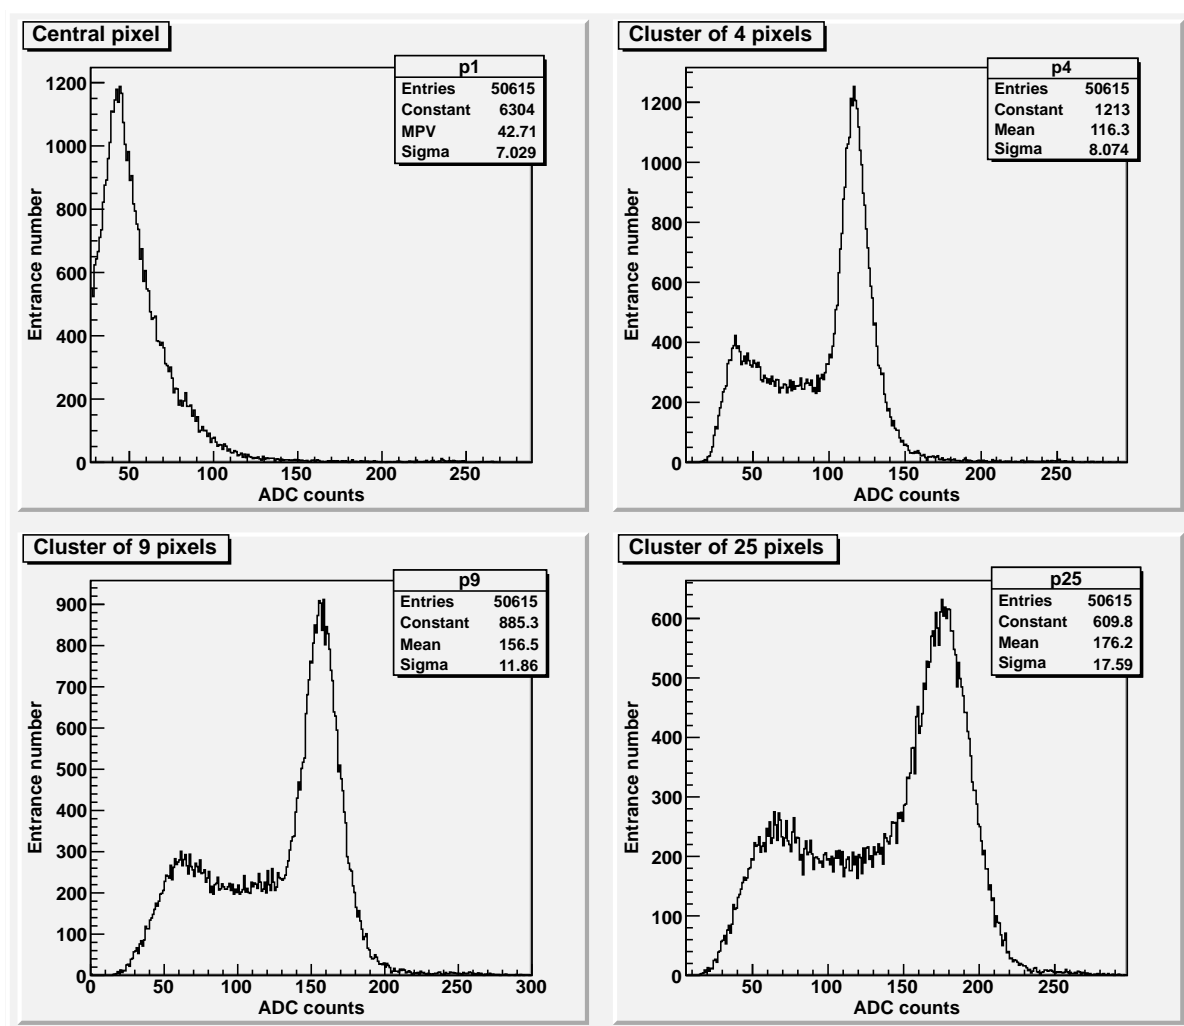 Central pixel
p1
Entries 50615
Constant 6304
MPV 42.71
Sigma 7.029
1200
1000
800
600
400
200
0
Entrance number
50 100 150 200 250
ADC counts
Cluster of 4 pixels
p4
Entries 50615
Constant 1213
Mean 116.3
Sigma 8.074
1200
1000
800
600
400
200
0
Entrance number
50 100 150 200 250
ADC counts
Cluster of 9 pixels
p9
Entries 50615
Constant 885.3
Mean 156.5
Sigma 11.86
900
800
700
600
500
400
300
200
100
0
Entrance number
0 50 100 150 200 250 300
ADC counts
Cluster of 25 pixels
p25
Entries 50615
Constant 609.8
Mean 176.2
Sigma 17.59
600
500
400
300
200
100
0
Entrance number
50 100 150 200 250
ADC counts